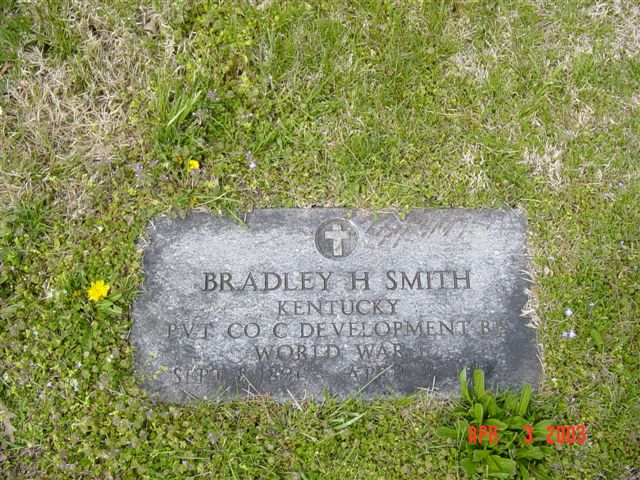 BRADLEY H SMITH
KENTUCKY
PVT CO C DEVELOPMENT BN
WORLD WAR I
SEPT 8 APRIL
APR 3 2003